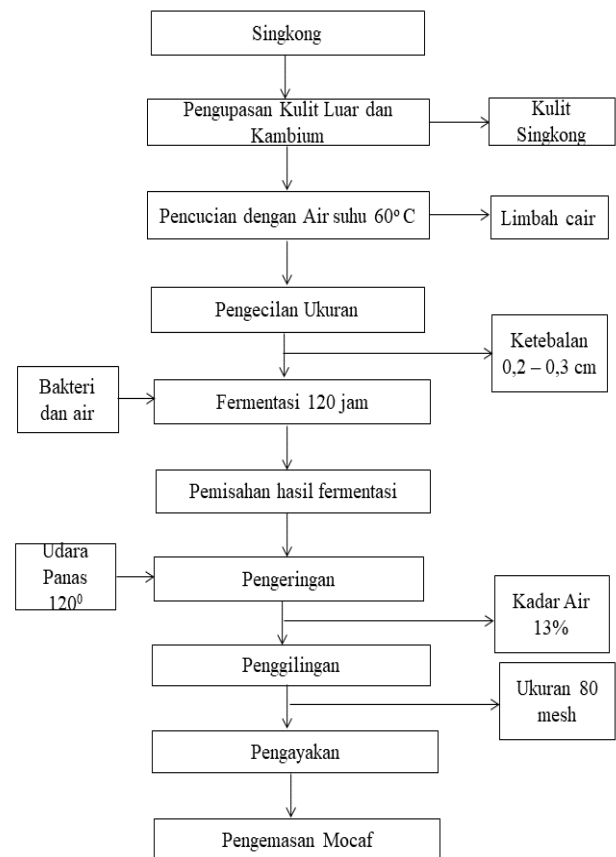 Singkong
Pengupasan Kulit Luar dan
Kambium
Kulit
Singkong
Pencucian dengan Air suhu 60° C
Limbah cair
Pengecilan Ukuran
Ketebalan
0,2 – 0,3 cm
Bakteri
dan air
Fermentasi 120 jam
Pemisahan hasil fermentasi
Udara
Panas
120⁰
Pengeringan
Kadar Air
13%
Penggilingan
Ukuran 80
mesh
Pengayakan
Pengemasan Mocaf